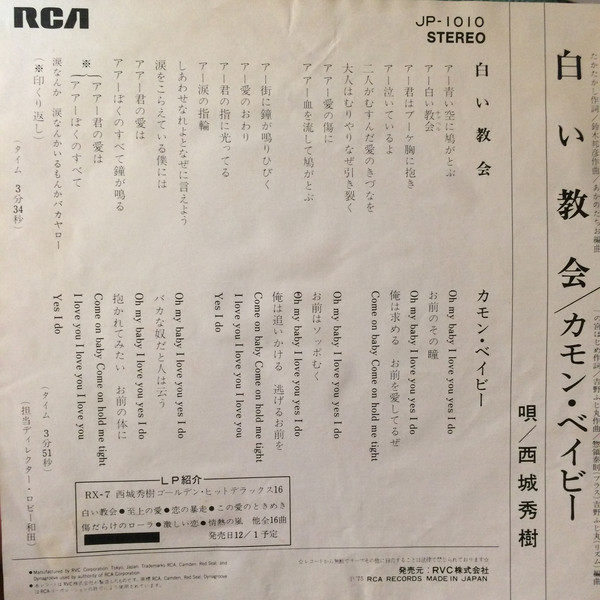 RCA
JP-1010
STEREO
白い教会/カモン・ベイビー
唄/西城秀樹
白い教会
アー青い空に鳩がとぶ
アー白い教会
アー君はブーケ胸に抱き
アー泣いているよ
二人がむすんだ愛のきづなを
大人はむりやりなぜ引き裂く
アアー愛の傷に
アアー血を流して鳩がとぶ
アー街に鐘が鳴りひびく
アー愛のおわり
アー君の指に光ってる
アー涙の指輪
しあわせなれよとなぜに言えよう
涙をこらえている僕には
アアー君の愛は
アアーぼくのすべて鐘が鳴る
※アアー君の愛は
アアーぼくのすべて
涙なんか 涙なんかいるもんかバカヤロー
(※印くり返し)
(タイム 3分34秒)
カモン・ベイビー
Oh my baby I love you yes I do
お前のその瞳
Oh my baby I love you yes I do
俺は求める お前を愛してるぜ
Come on baby Come on hold me tight
Oh my baby I love you yes I do
お前はソッポむく
Oh my baby I love you yes I do
俺は追いかける 逃げるお前を
Come on baby Come on hold me tight
I love you I love you I love you
Yes I do
Oh my baby I love you yes I do
バカな奴だと人は云う
Oh my baby I love you yes I do
抱かれてみたい お前の体に
Come on baby Come on hold me tight
I love you I love you I love you
Yes I do
(タイム 3分51秒)
(担当ディレクター・ロビー和田)
LP紹介
RX-7 西城秀樹ゴールデン・ヒットデラックス16
白い教会●至上の愛●恋の暴走●この愛のときめき
傷だらけのローラ●激しい恋●情熱の嵐 他全16曲
発売日12/1予定
発売元:RVC株式会社
Ⓟ'75 RCA RECORDS MADE IN JAPAN